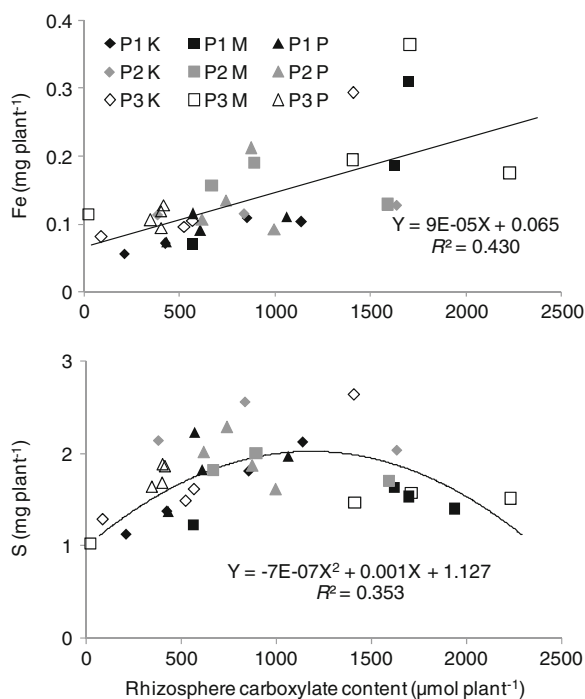 0.4
P1 K P1 M P1 P
P2 K P2 M P2 P
P3 K P3 M P3 P
0.3
0.2
0.1
0
Fe (mg plant⁻¹)
Y = 9E-05X + 0.065
R² = 0.430
0 500 1000 1500 2000 2500
3
2
1
0
S (mg plant⁻¹)
Y = -7E-07X² + 0.001X + 1.127
R² = 0.353
0 500 1000 1500 2000 2500
Rhizosphere carboxylate content (µmol plant⁻¹)